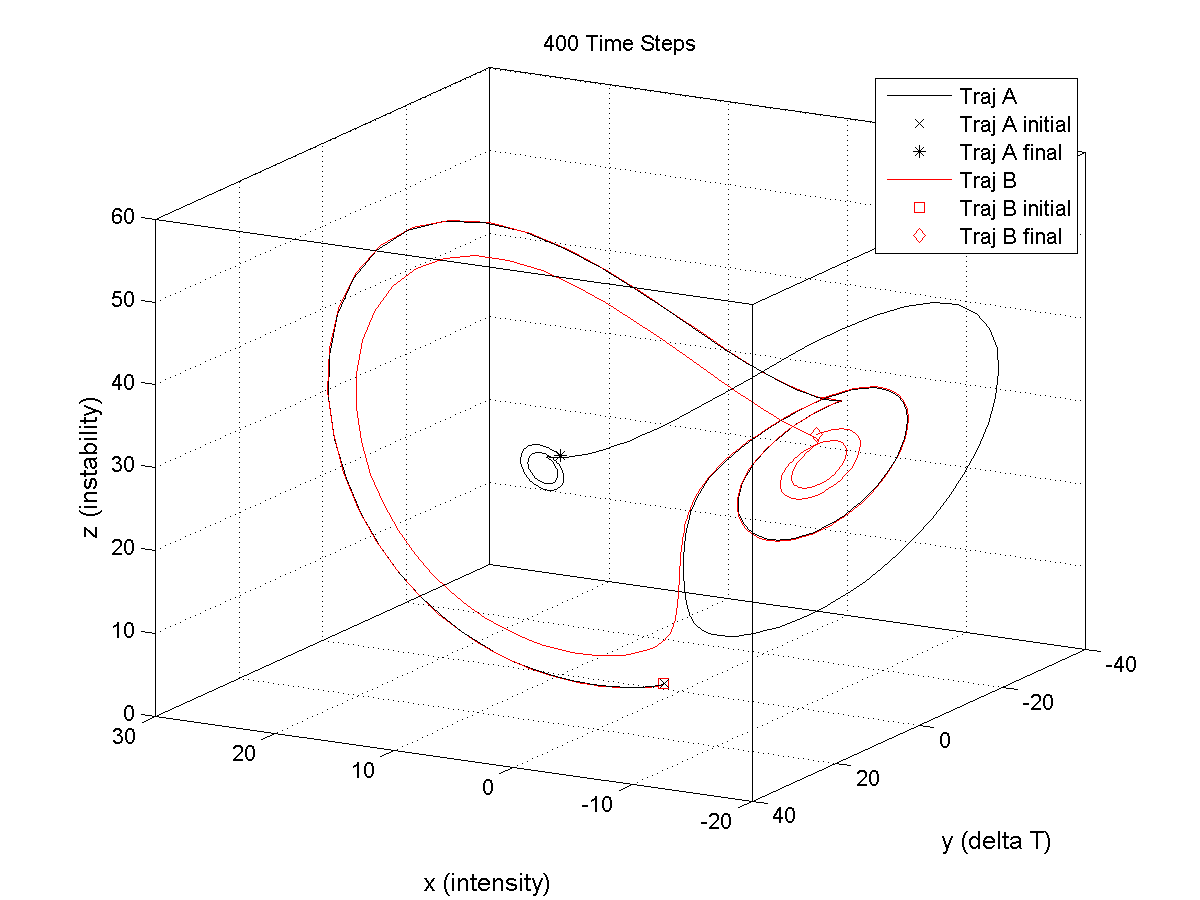 400 Time Steps
Traj A
Traj A initial
Traj A final
Traj B
Traj B initial
Traj B final
60
50
40
30
20
10
0
z (instability)
30
20
10
0
-10
-20
x (intensity)
40
20
0
-20
-40
y (delta T)